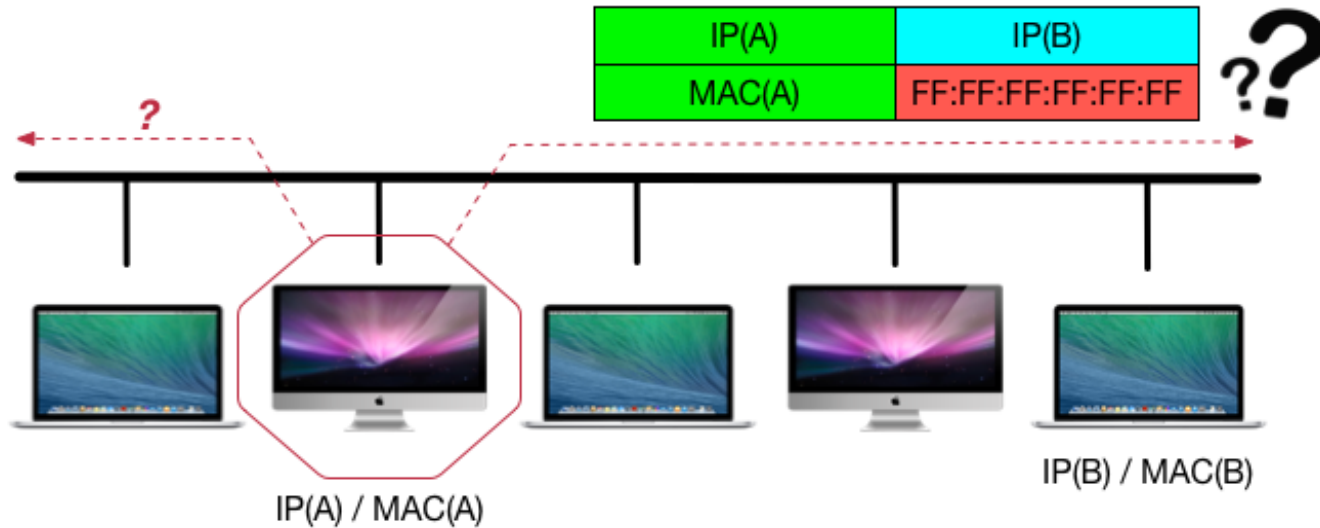 IP(A) IP(B)
MAC(A) FF:FF:FF:FF:FF:FF
??
?
IP(A) / MAC(A)
IP(B) / MAC(B)